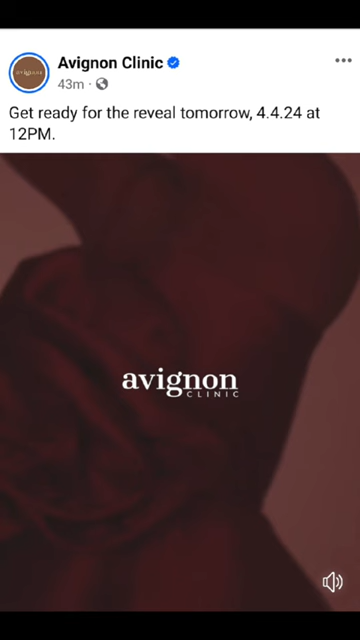 Avignon Clinic
43m ·
Get ready for the reveal tomorrow, 4.4.24 at
12PM.
avignon
CLINIC